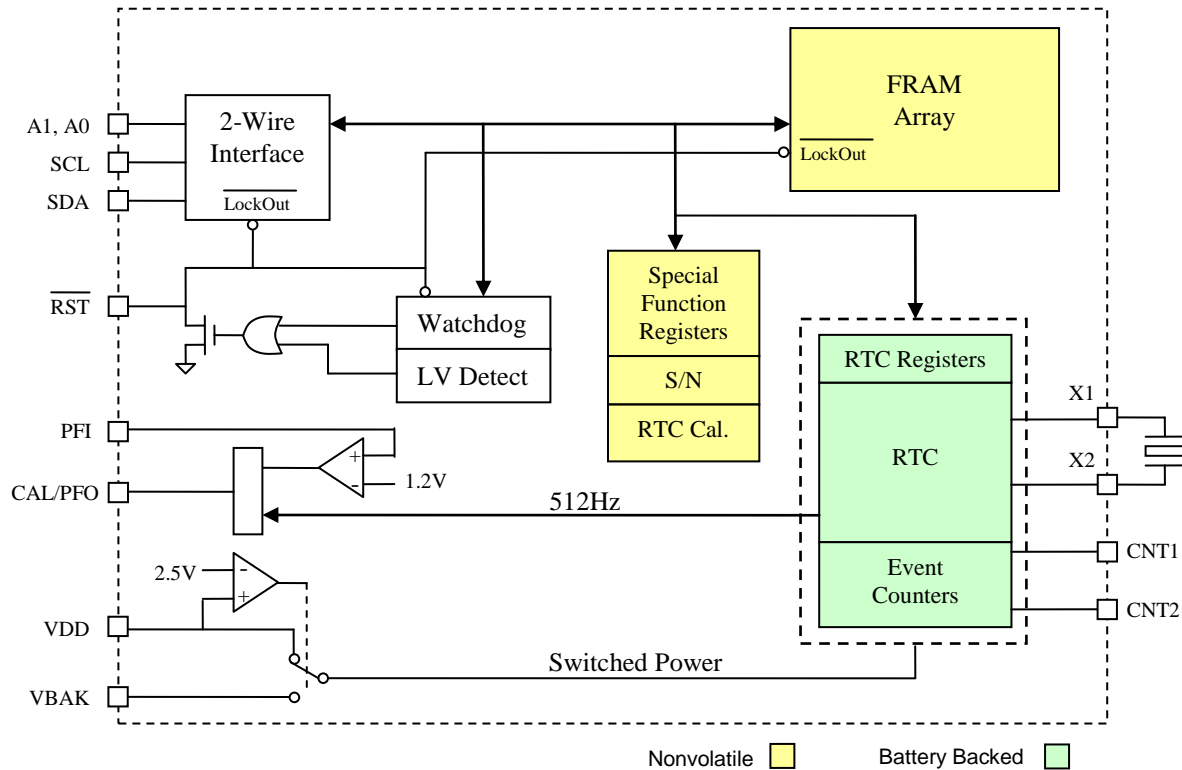 FRAM
Array
LockOut
A1, A0
SCL
SDA
2-Wire
Interface
LockOut
RST
Watchdog
LV Detect
Special
Function
Registers
S/N
RTC Cal.
RTC Registers
RTC
Event
Counters
X1
X2
CNT1
CNT2
PFI
CAL/PFO
+
-
1.2V
512Hz
2.5V
-
+
VDD
VBAK
Switched Power
Nonvolatile
Battery Backed